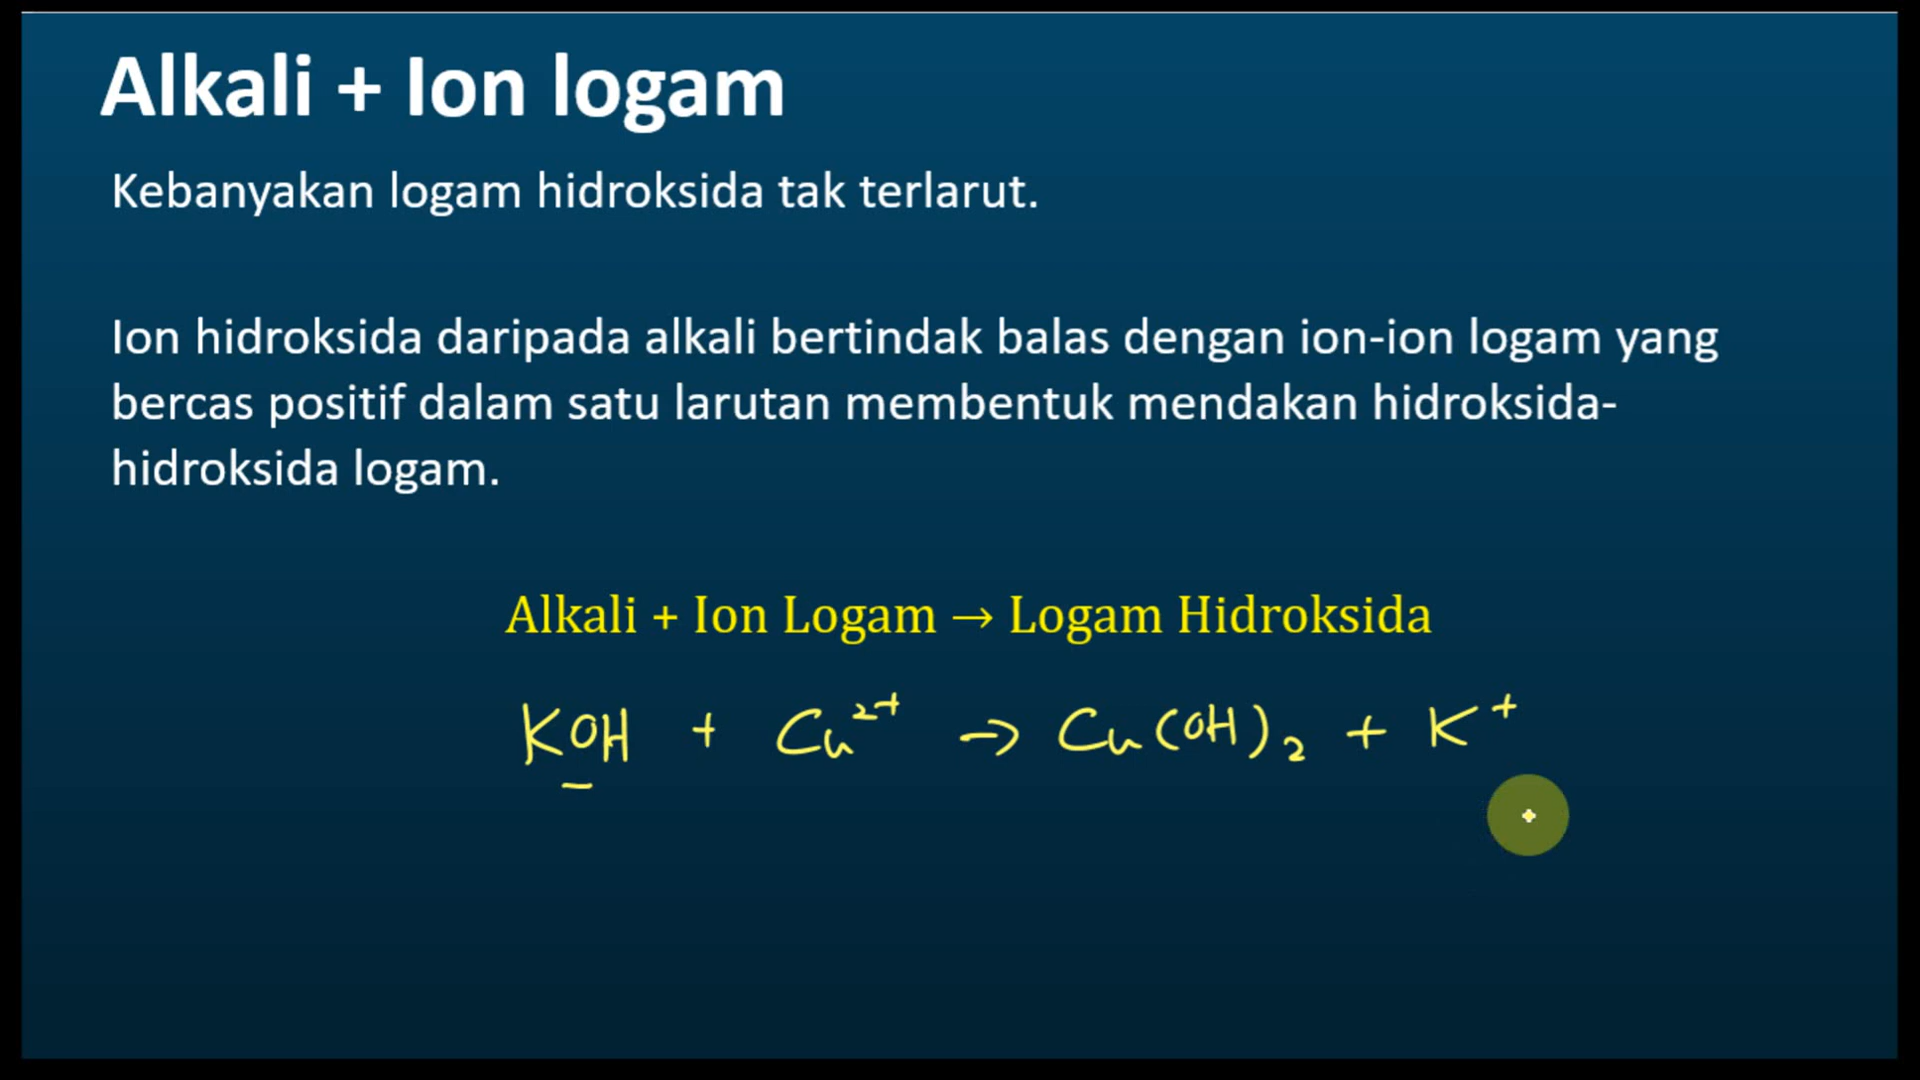 Alkali + Ion logam
Kebanyakan logam hidroksida tak terlarut.
Ion hidroksida daripada alkali bertindak balas dengan ion-ion logam yang
bercas positif dalam satu larutan membentuk mendakan hidroksida-
hidroksida logam.
Alkali + Ion Logam → Logam Hidroksida
KOH + Cu²⁺ → Cu(OH)₂ + K⁺